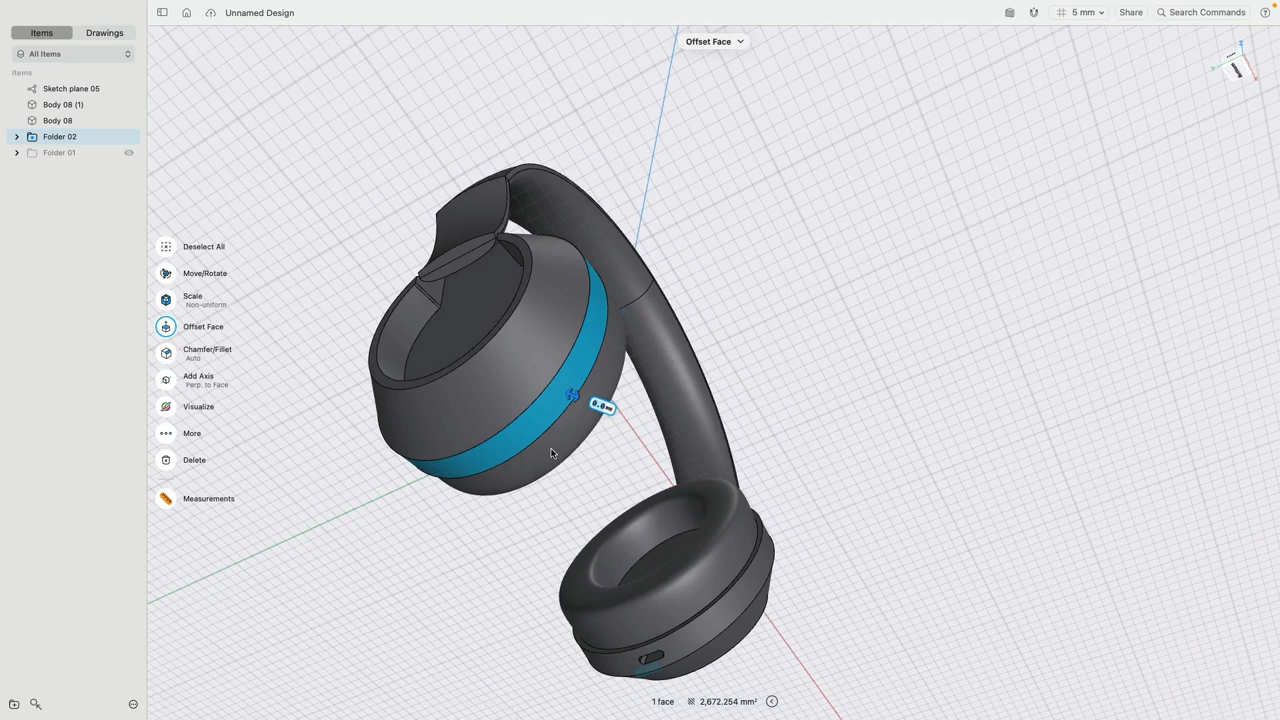 Unnamed Design
5 mm
Share
Search Commands
Items
Drawings
All Items
Items
Sketch plane 05
Body 08 (1)
Body 08
Folder 02
Folder 01
Offset Face
Deselect All
Move/Rotate
Scale
Non-uniform
Offset Face
Chamfer/Fillet
Auto
Add Axis
Perp. to Face
Visualize
More
Delete
Measurements
1 face
2,672.254 mm²